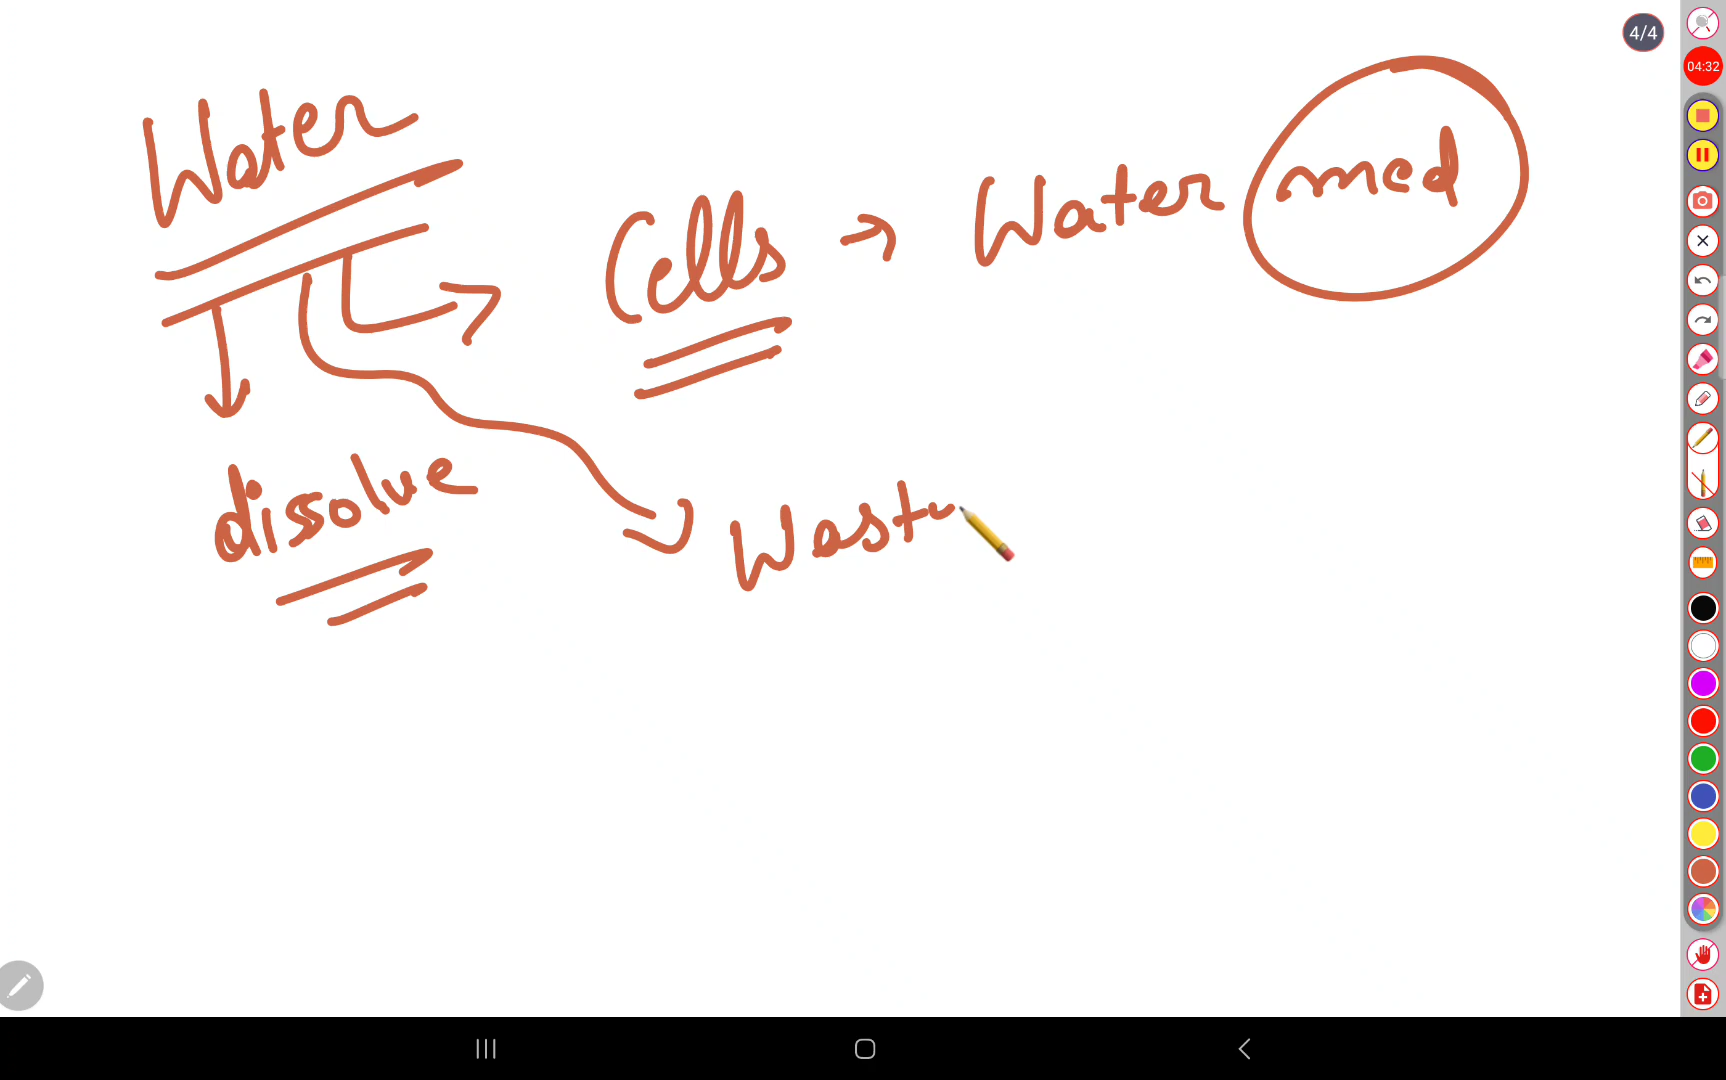 4/4
04:32
Water
Cells → Water med
dissolve
Waste